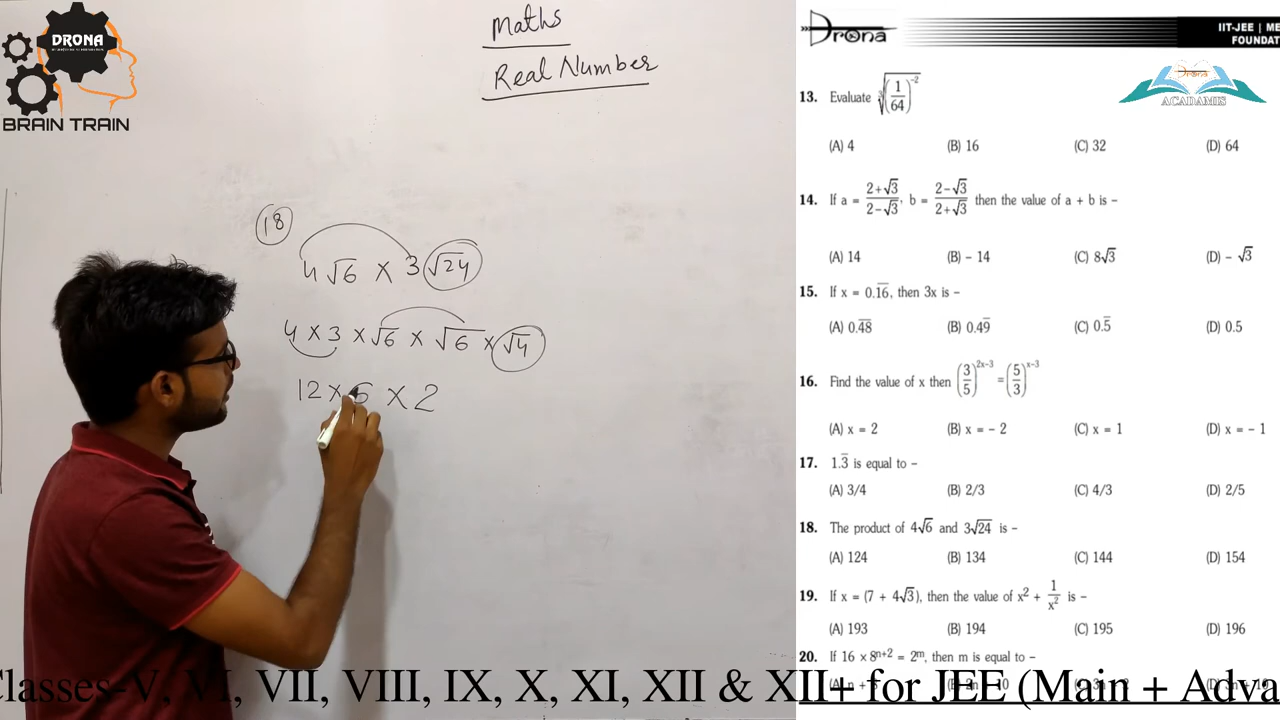 DRONA
BRAIN TRAIN
Maths
Real Number
18
4√6 × 3√24
4 × 3 × √6 × √6 × √4
12 × 6 × 2
Drona
IIT-JEE | ME
FOUNDAT
Drona
ACADAMIS
13. Evaluate ∛(1/64)⁻²
(A) 4 (B) 16 (C) 32 (D) 64
14. If a = (2+√3)/(2−√3), b = (2−√3)/(2+√3) then the value of a + b is –
(A) 14 (B) – 14 (C) 8√3 (D) – √3
15. If x = 0.1̅6̅, then 3x is –
(A) 0.4̅8̅ (B) 0.49̅ (C) 0.5̅ (D) 0.5
16. Find the value of x then (3/5)²ˣ⁻³ = (5/3)ˣ⁻³
(A) x = 2 (B) x = – 2 (C) x = 1 (D) x = – 1
17. 1.3̅ is equal to –
(A) 3/4 (B) 2/3 (C) 4/3 (D) 2/5
18. The product of 4√6 and 3√24 is –
(A) 124 (B) 134 (C) 144 (D) 154
19. If x = (7 + 4√3), then the value of x² + 1/x² is –
(A) 193 (B) 194 (C) 195 (D) 196
20. If 16 × 8ⁿ⁺² = 2ᵐ, then m is equal to –
Classes-V, VI, VII, VIII, IX, X, XI, XII & XII+ for JEE (Main + Adva